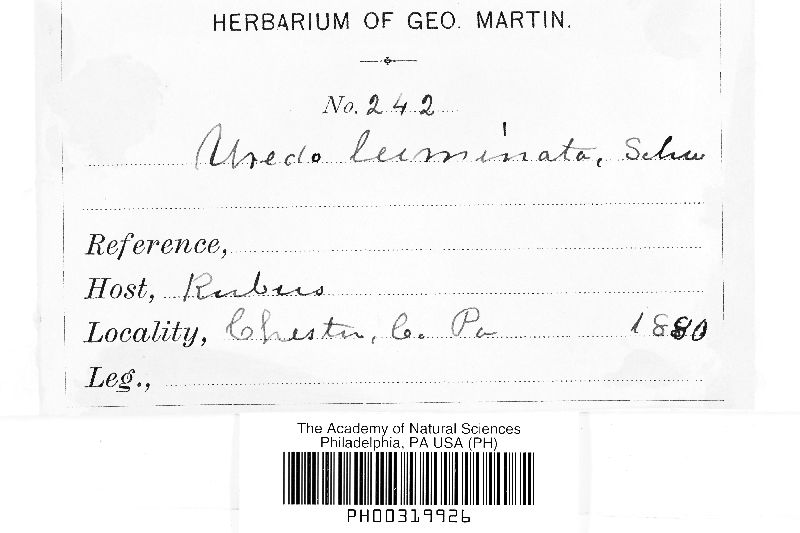 HERBARIUM OF GEO. MARTIN.
No. 242
Uredo luminata, Schw
Reference,
Host, Rubus
Locality, Chester, C. Pa 1880
Leg.,
The Academy of Natural Sciences
Philadelphia, PA USA (PH)
PH00319926